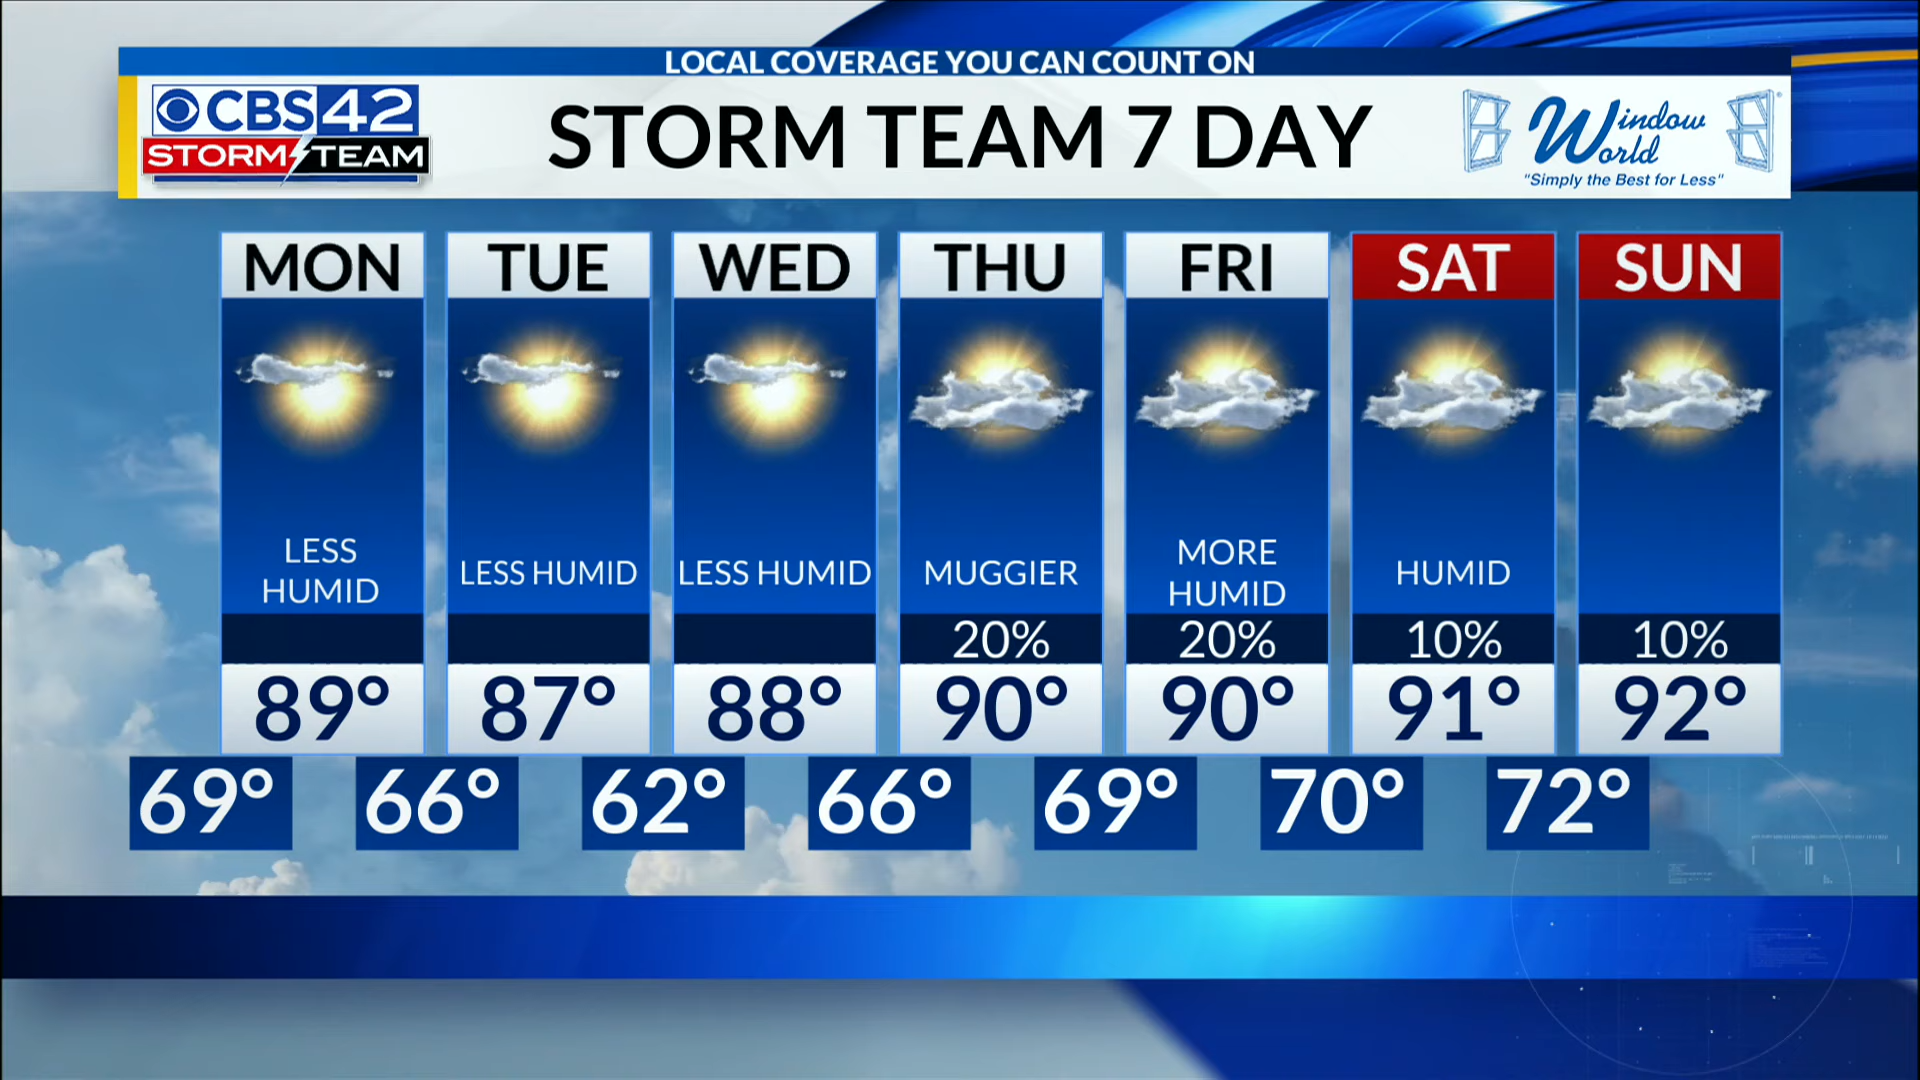 LOCAL COVERAGE YOU CAN COUNT ON
CBS 42
STORM TEAM
STORM TEAM 7 DAY
Window
World
"Simply the Best for Less"
MON
TUE
WED
THU
FRI
SAT
SUN
LESS
HUMID
LESS HUMID
LESS HUMID
MUGGIER
MORE
HUMID
HUMID
20%
20%
10%
10%
89°
87°
88°
90°
90°
91°
92°
69°
66°
62°
66°
69°
70°
72°